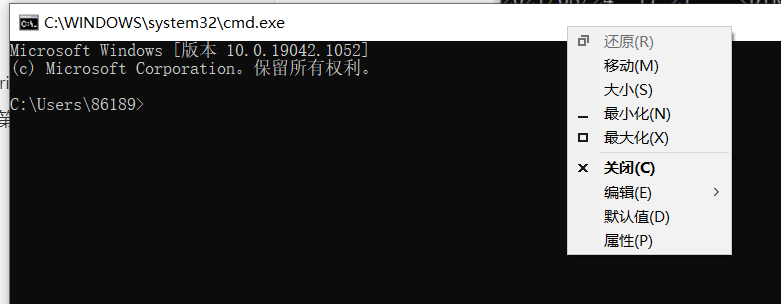 C:\WINDOWS\system32\cmd.exe
Microsoft Windows [版本 10.0.19042.1052]
(c) Microsoft Corporation。保留所有权利。
C:\Users\86189>
还原(R)
移动(M)
大小(S)
最小化(N)
最大化(X)
关闭(C)
编辑(E)
默认值(D)
属性(P)